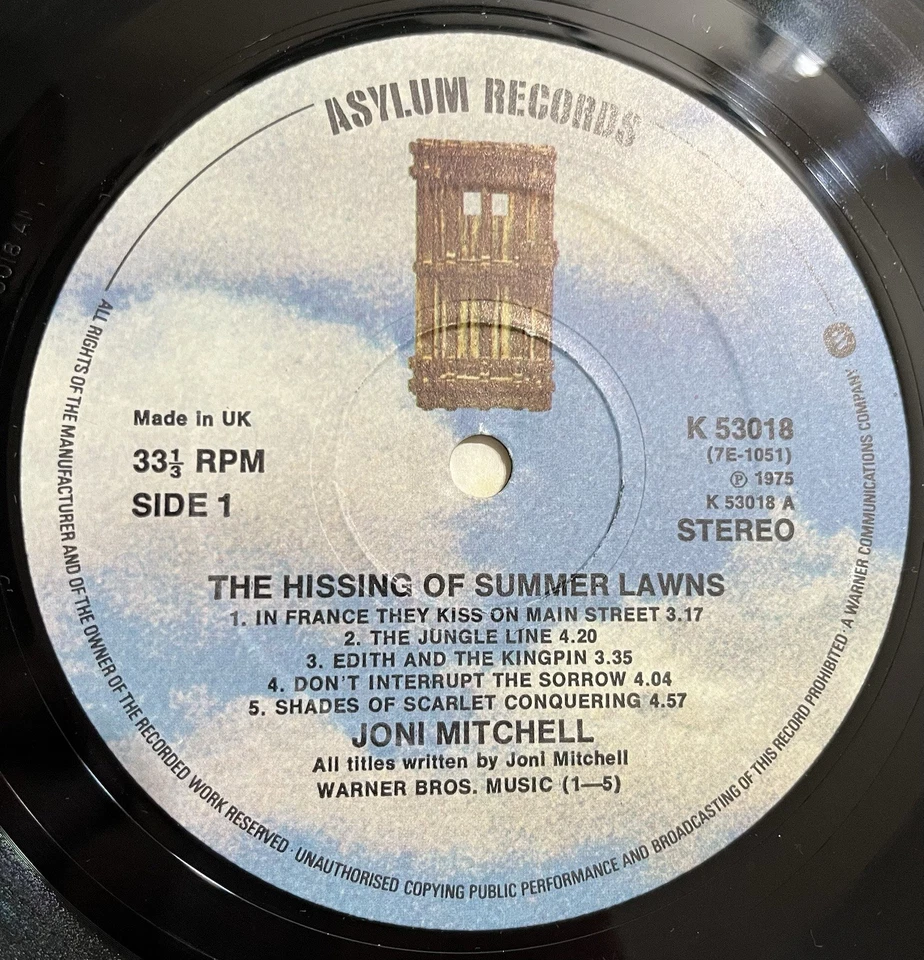 ASYLUM RECORDS
Made in UK
33⅓ RPM
SIDE 1
K 53018
(7E-1051)
℗ 1975
K 53018 A
STEREO
THE HISSING OF SUMMER LAWNS
1. IN FRANCE THEY KISS ON MAIN STREET 3.17
2. THE JUNGLE LINE 4.20
3. EDITH AND THE KINGPIN 3.35
4. DON'T INTERRUPT THE SORROW 4.04
5. SHADES OF SCARLET CONQUERING 4.57
JONI MITCHELL
All titles written by Joni Mitchell
WARNER BROS. MUSIC (1—5)
ALL RIGHTS OF THE MANUFACTURER AND OF THE OWNER OF THE RECORDED WORK RESERVED · UNAUTHORISED COPYING PUBLIC PERFORMANCE AND BROADCASTING OF THIS RECORD PROHIBITED · A WARNER COMMUNICATIONS COMPANY